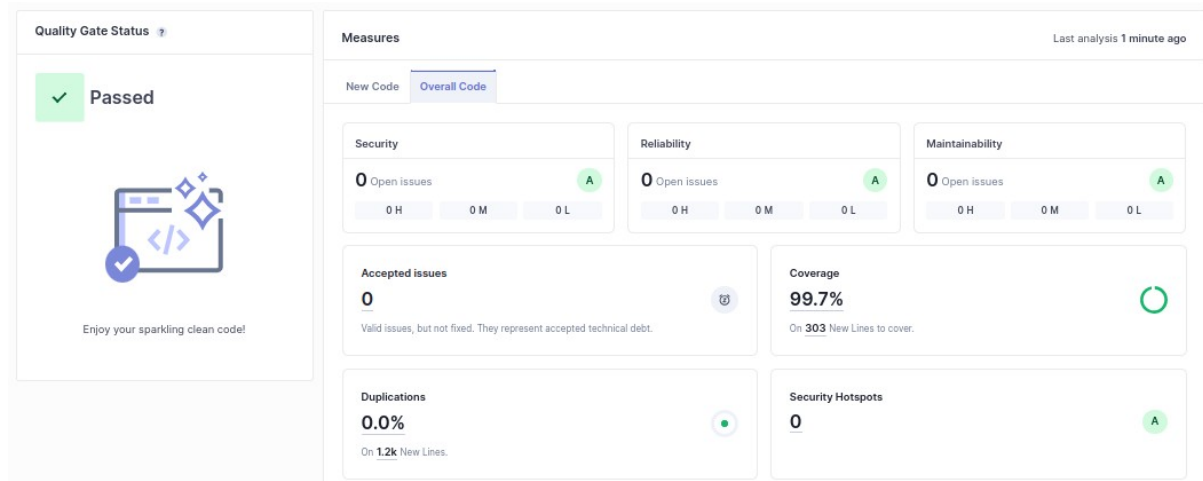 Quality Gate Status ?
Passed
Enjoy your sparkling clean code!
Measures
Last analysis 1 minute ago
New Code Overall Code
Security
0 Open issues A
0 H 0 M 0 L
Reliability
0 Open issues A
0 H 0 M 0 L
Maintainability
0 Open issues A
0 H 0 M 0 L
Accepted issues
0
Valid issues, but not fixed. They represent accepted technical debt.
Coverage
99.7%
On 303 New Lines to cover.
Duplications
0.0%
On 1.2k New Lines.
Security Hotspots
0 A